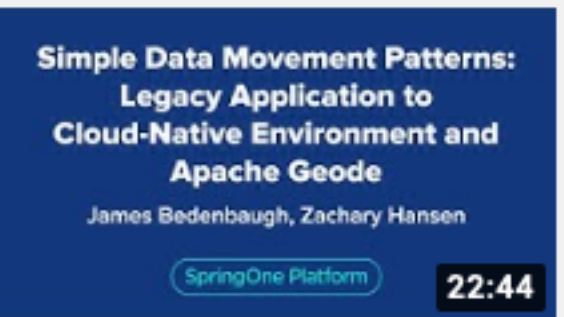 Simple Data Movement Patterns:
Legacy Application to
Cloud-Native Environment and
Apache Geode
James Bedenbaugh, Zachary Hansen
SpringOne Platform
22:44